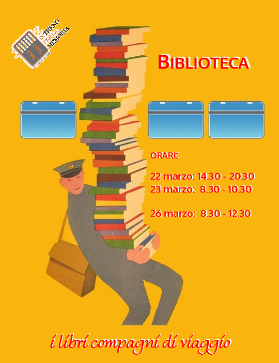 BIBLIOTECA
ORARI:
22 marzo: 14.30 - 20.30
23 marzo: 8.30 - 10.30
26 marzo: 8.30 - 12.30
i libri compagni di viaggio